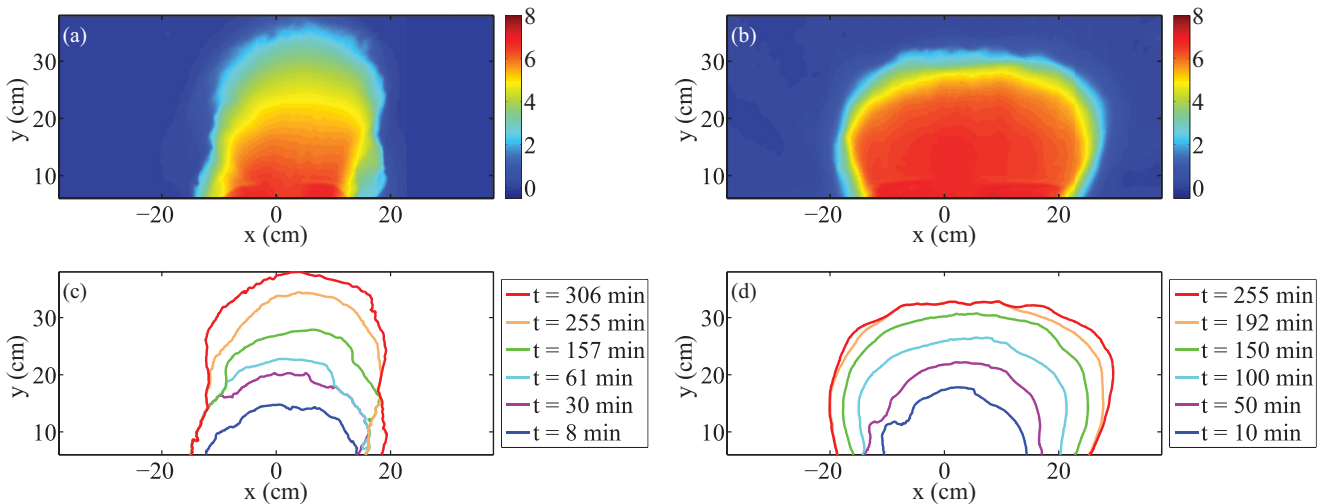 (a)
y (cm)
30
20
10
−20
0
20
x (cm)
8
6
4
2
0
(b)
y (cm)
30
20
10
−20
0
20
x (cm)
8
6
4
2
0
(c)
y (cm)
30
20
10
−20
0
20
x (cm)
t = 306 min
t = 255 min
t = 157 min
t = 61 min
t = 30 min
t = 8 min
(d)
y (cm)
30
20
10
−20
0
20
x (cm)
t = 255 min
t = 192 min
t = 150 min
t = 100 min
t = 50 min
t = 10 min